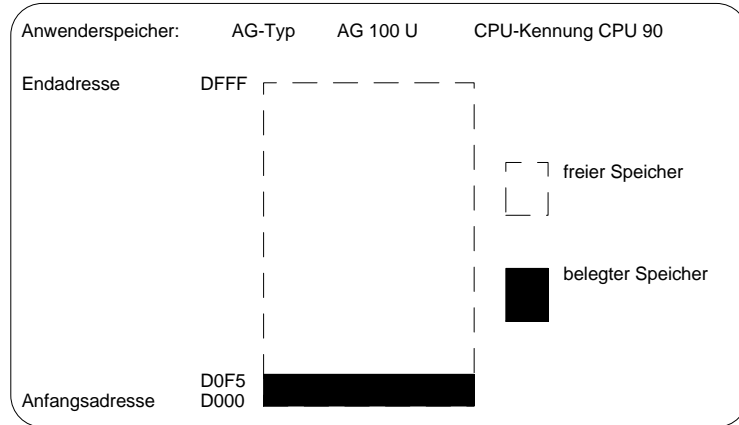 Anwenderspeicher: AG-Typ AG 100 U CPU-Kennung CPU 90
Endadresse DFFF
freier Speicher
belegter Speicher
D0F5
Anfangsadresse D000